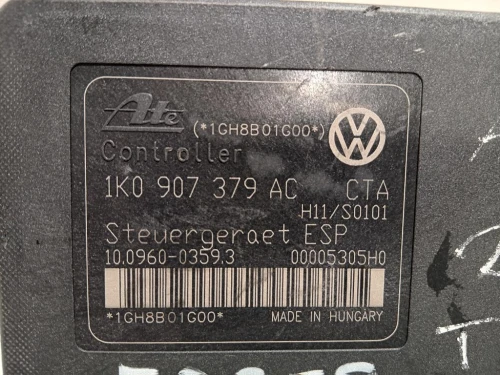 Ate (*1GH8B01G00*) VW
Controller
1K0 907 379 AC CTA
H11/S0101
Steuergeraet ESP
10.0960-0359.3 00005305H0
*1GH8B01G00* MADE IN HUNGARY